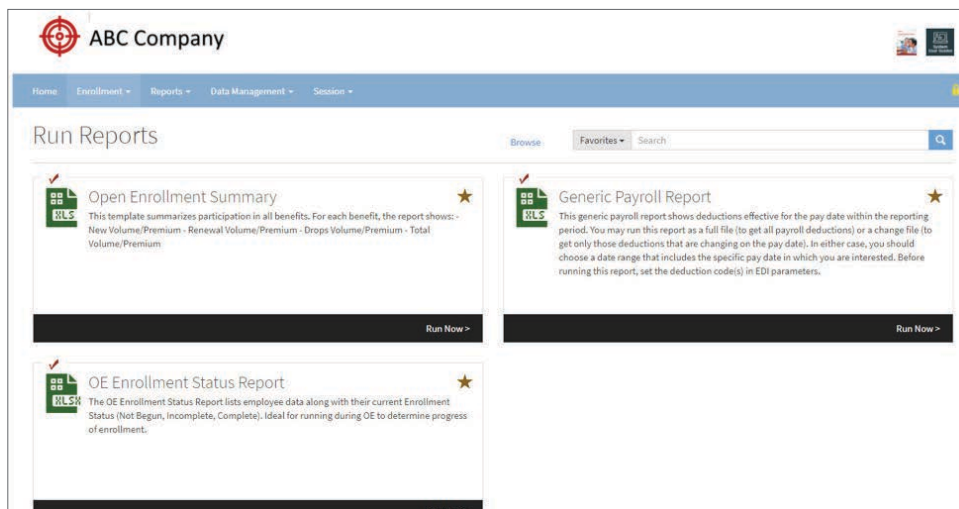 ABC Company
Home Enrollment Reports Data Management Session
Run Reports
Browse Favorites Search
Open Enrollment Summary
XLS
This template summarizes participation in all benefits. For each benefit, the report shows: -
New Volume/Premium - Renewal Volume/Premium - Drops Volume/Premium - Total
Volume/Premium
Run Now >
Generic Payroll Report
XLS
This generic payroll report shows deductions effective for the pay date within the reporting
period. You may run this report as a full file (to get all payroll deductions) or a change file (to
get only those deductions that are changing on the pay date). In either case, you should
choose a date range that includes the specific pay date in which you are interested. Before
running this report, set the deduction code(s) in EDI parameters.
Run Now >
OE Enrollment Status Report
XLSX
The OE Enrollment Status Report lists employee data along with their current Enrollment
Status (Not Begun, Incomplete, Complete). Ideal for running during OE to determine progress
of enrollment.